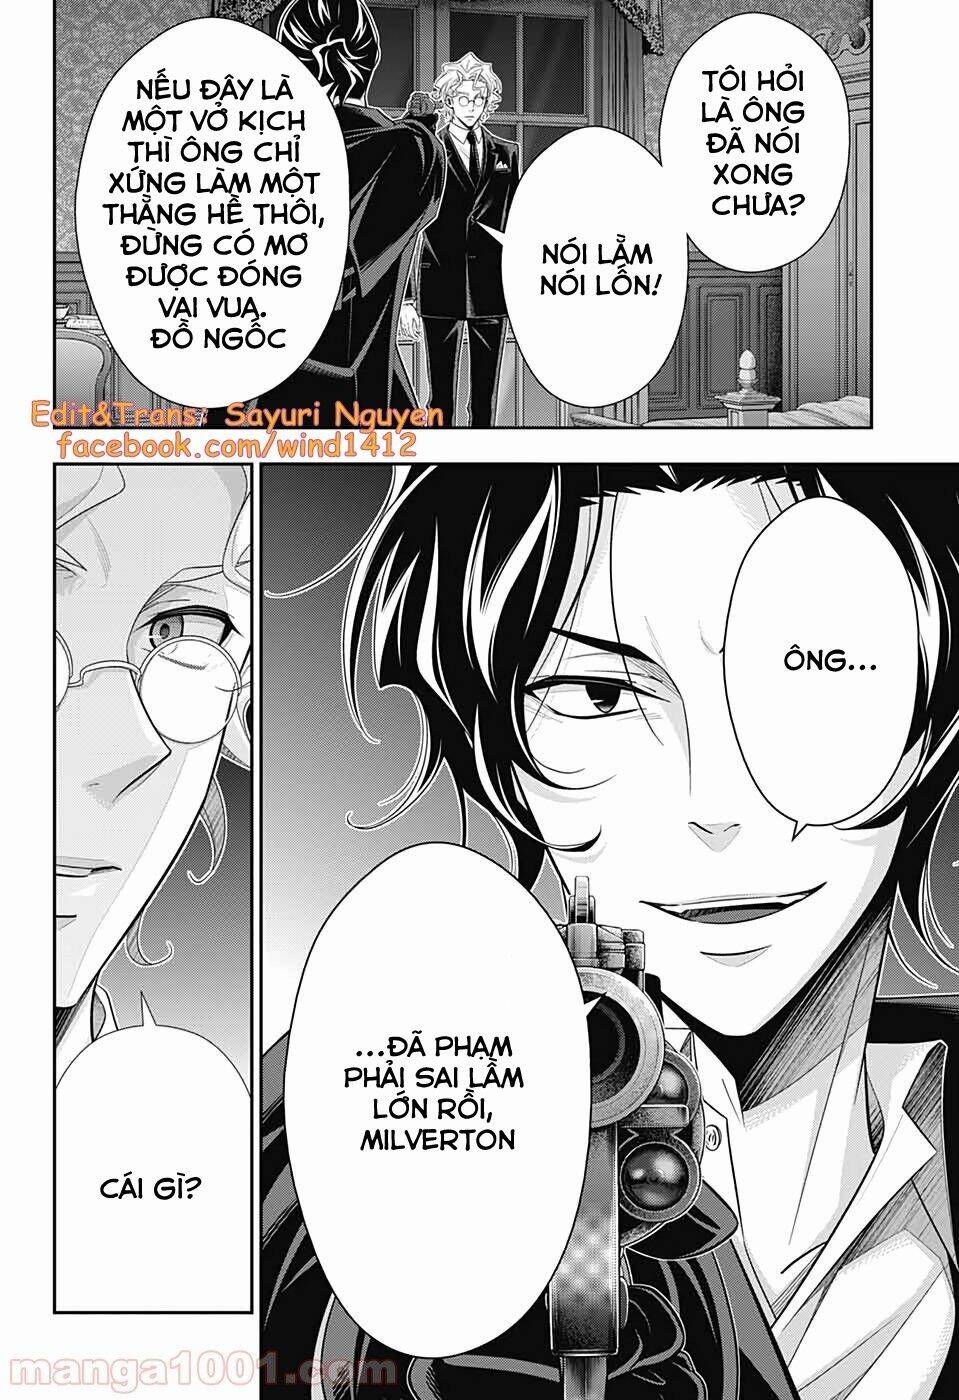 TÔI HỎI
LÀ ÔNG
ĐÃ NÓI
XONG
CHƯA?
NÓI LẰM
NÓI LỐN!
NẾU ĐÂY LÀ
MỘT VỞ KỊCH
THÌ ÔNG CHỈ
XỨNG LÀM MỘT
THẰNG HỀ THÔI,
ĐỪNG CÓ MƠ
ĐƯỢC ĐÓNG
VAI VUA.
ĐỒ NGỐC
Edit&Trans: Sayuri Nguyen
facebook.com/wind1412
ÔNG...
...ĐÃ PHẠM
PHẢI SAI LẦM
LỚN RỒI,
MILVERTON
CÁI GÌ?
manga1001.com